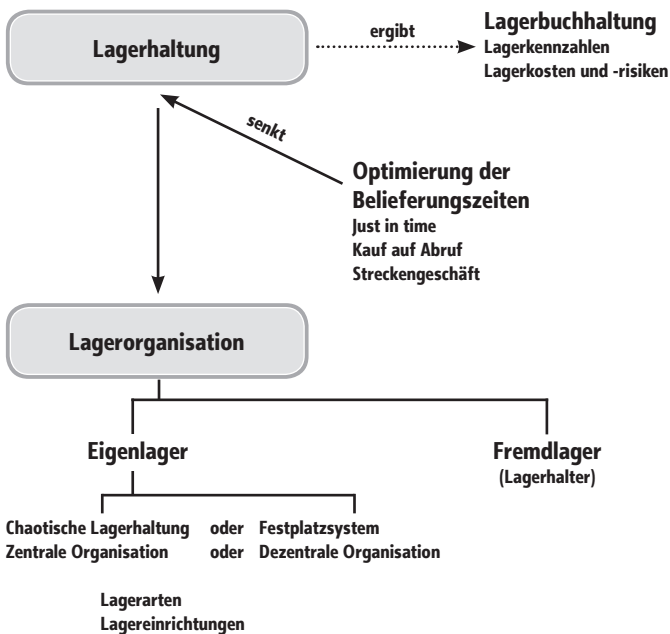 Lagerhaltung
ergibt
Lagerbuchhaltung
Lagerkennzahlen
Lagerkosten und -risiken
senkt
Optimierung der
Belieferungszeiten
Just in time
Kauf auf Abruf
Streckengeschäft
Lagerorganisation
Eigenlager
Fremdlager
(Lagerhalter)
Chaotische Lagerhaltung oder Festplatzsystem
Zentrale Organisation oder Dezentrale Organisation
Lagerarten
Lagereinrichtungen